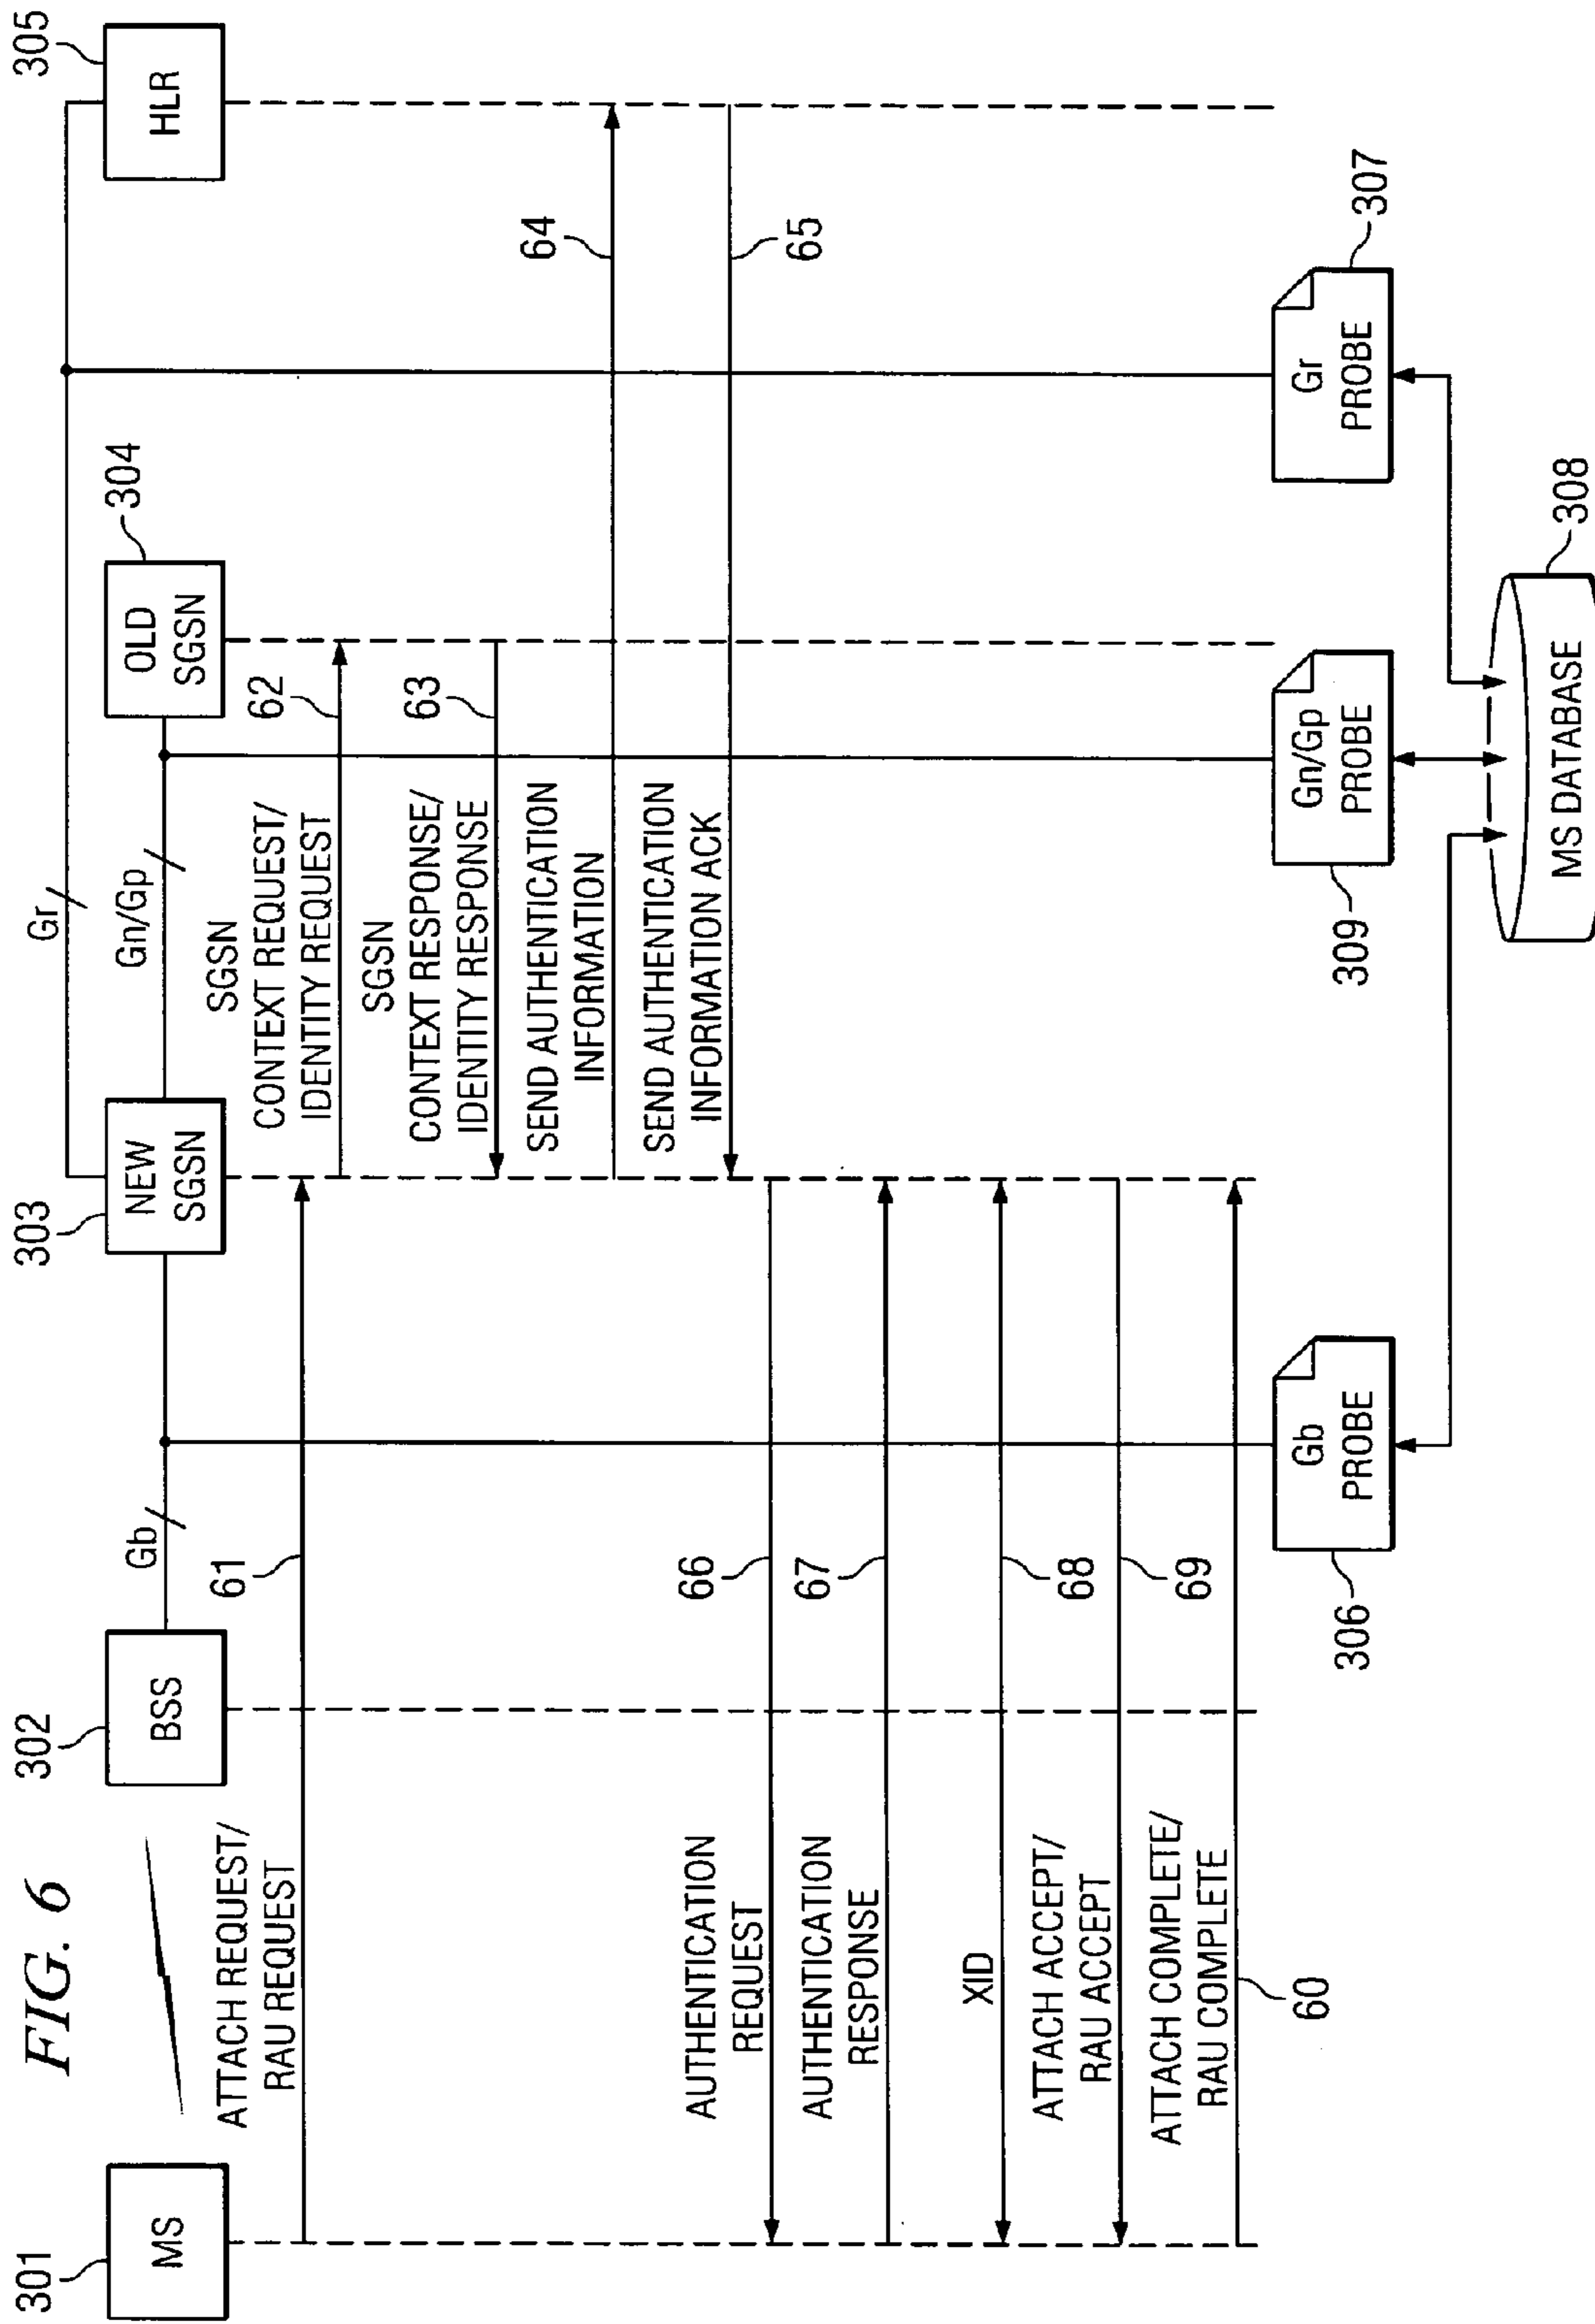 FIG. 6
301
MS
302
BSS
303
NEW
SGSN
304
OLD
SGSN
305
HLR
Gb
Gn/Gp
Gr
ATTACH REQUEST/
RAU REQUEST
61
SGSN
CONTEXT REQUEST/
IDENTITY REQUEST
62
SGSN
CONTEXT RESPONSE/
IDENTITY RESPONSE
63
SEND AUTHENTICATION
INFORMATION
64
SEND AUTHENTICATION
INFORMATION ACK
65
AUTHENTICATION
REQUEST
66
AUTHENTICATION
RESPONSE
67
XID
68
ATTACH ACCEPT/
RAU ACCEPT
69
ATTACH COMPLETE/
RAU COMPLETE
60
Gb
PROBE
306
Gn/Gp
PROBE
309
Gr
PROBE
307
MS DATABASE
308